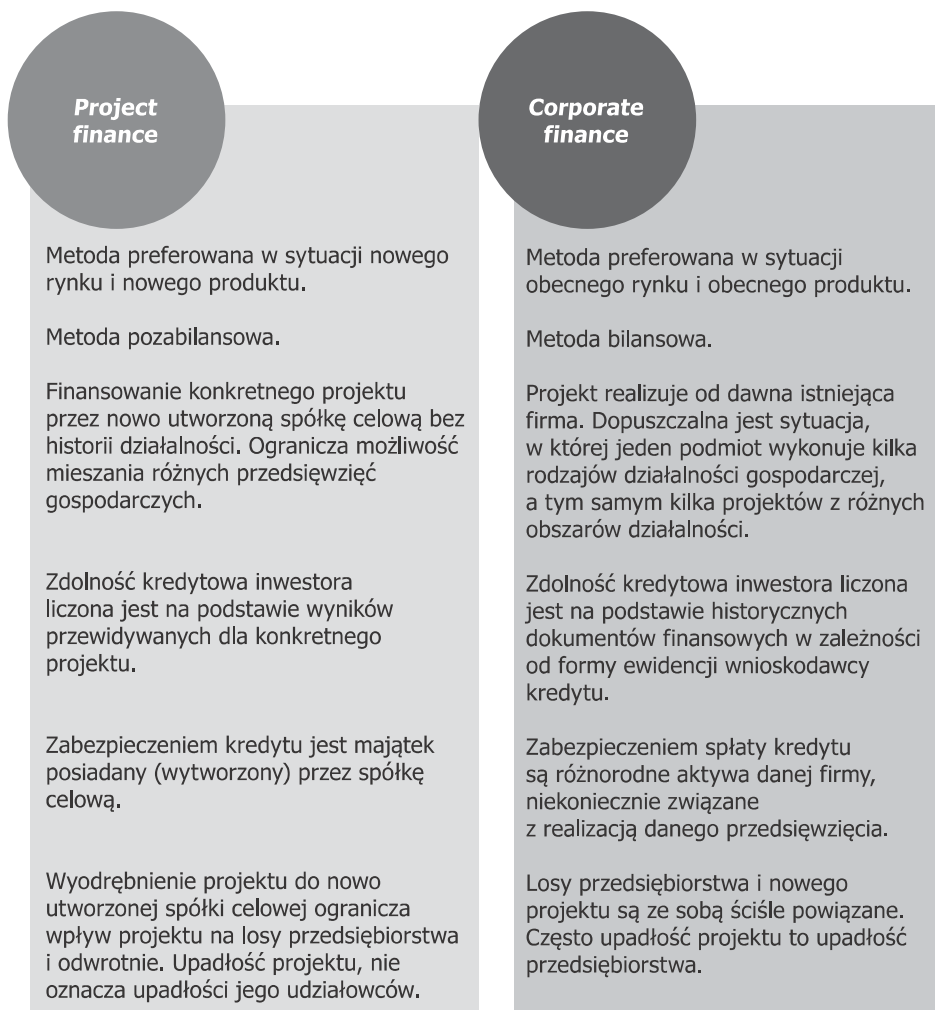 Project
finance
Metoda preferowana w sytuacji nowego
rynku i nowego produktu.
Metoda pozabilansowa.
Finansowanie konkretnego projektu
przez nowo utworzoną spółkę celową bez
historii działalności. Ogranicza możliwość
mieszania różnych przedsięwzięć
gospodarczych.
Zdolność kredytowa inwestora
liczona jest na podstawie wyników
przewidywanych dla konkretnego
projektu.
Zabezpieczeniem kredytu jest majątek
posiadany (wytworzony) przez spółkę
celową.
Wyodrębnienie projektu do nowo
utworzonej spółki celowej ogranicza
wpływ projektu na losy przedsiębiorstwa
i odwrotnie. Upadłość projektu, nie
oznacza upadłości jego udziałowców.
Corporate
finance
Metoda preferowana w sytuacji
obecnego rynku i obecnego produktu.
Metoda bilansowa.
Projekt realizuje od dawna istniejąca
firma. Dopuszczalna jest sytuacja,
w której jeden podmiot wykonuje kilka
rodzajów działalności gospodarczej,
a tym samym kilka projektów z różnych
obszarów działalności.
Zdolność kredytowa inwestora liczona
jest na podstawie historycznych
dokumentów finansowych w zależności
od formy ewidencji wnioskodawcy
kredytu.
Zabezpieczeniem spłaty kredytu
są różnorodne aktywa danej firmy,
niekoniecznie związane
z realizacją danego przedsięwzięcia.
Losy przedsiębiorstwa i nowego
projektu są ze sobą ściśle powiązane.
Często upadłość projektu to upadłość
przedsiębiorstwa.